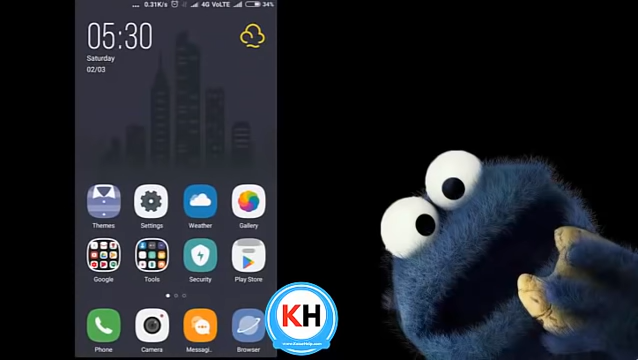 ... 0.31K/s 4G VoLTE 34%
05:30
Saturday
02/03
Themes Settings Weather Gallery
Google Tools Security Play Store
KH
Phone Camera Messagi.. Browser